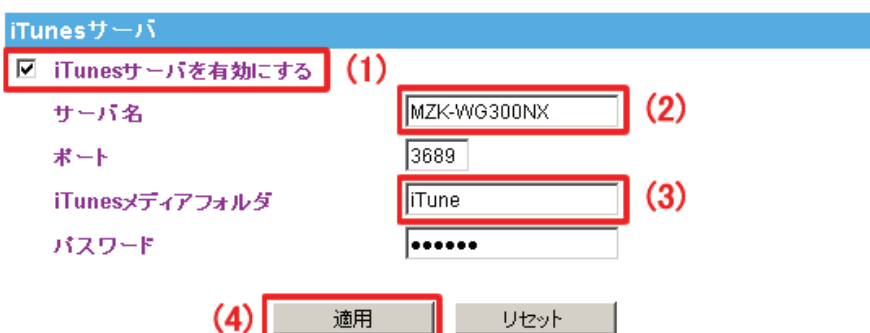 iTunesサーバ
iTunesサーバを有効にする (1)
サーバ名 MZK-WG300NX (2)
ポート 3689
iTunesメディアフォルダ iTune (3)
パスワード ●●●●●●
(4) 適用 リセット